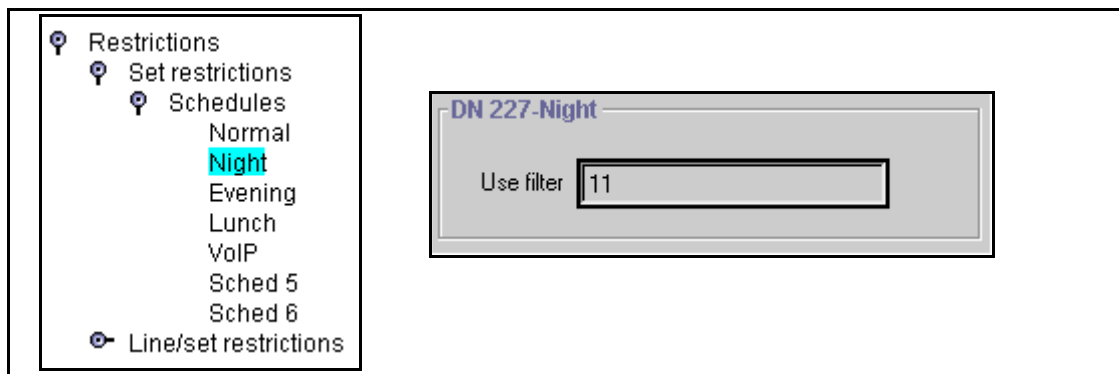 Restrictions
Set restrictions
Schedules
Normal
Night
Evening
Lunch
VoIP
Sched 5
Sched 6
Line/set restrictions
DN 227-Night
Use filter 11